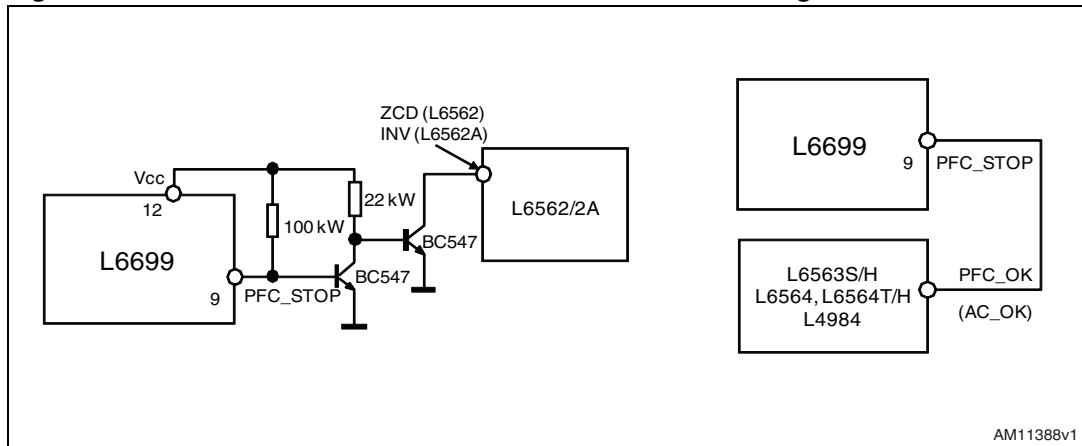 ZCD (L6562)
INV (L6562A)
Vcc
12
L6699
9
PFC_STOP
100 kW
22 kW
BC547
BC547
L6562/2A
L6699
9
PFC_STOP
L6563S/H
L6564, L6564T/H
L4984
PFC_OK
(AC_OK)
AM11388v1